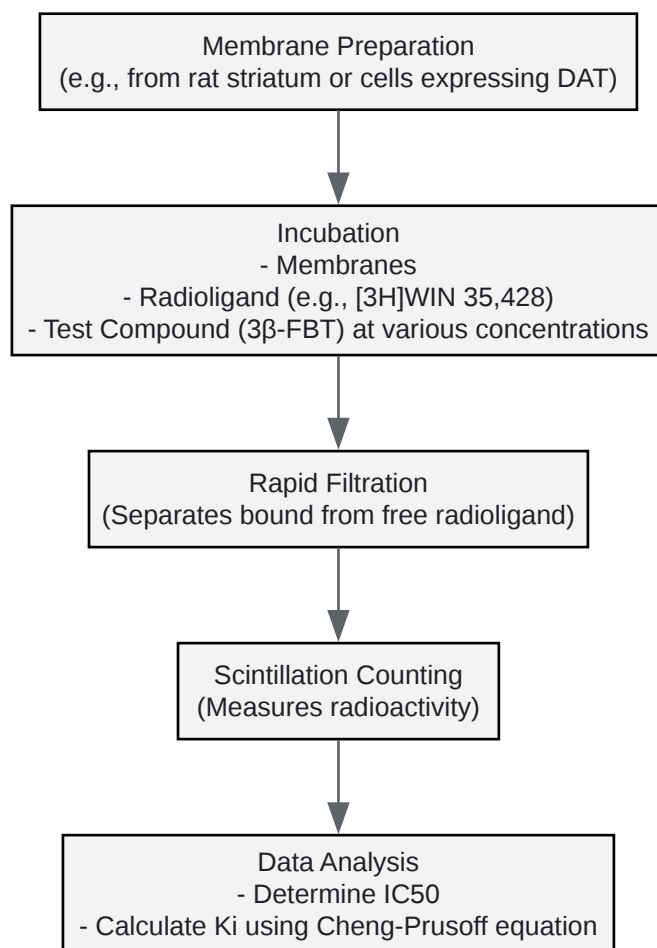 Membrane Preparation
(e.g., from rat striatum or cells expressing DAT)
Incubation
- Membranes
- Radioligand (e.g., [3H]WIN 35,428)
- Test Compound (3β-FBT) at various concentrations
Rapid Filtration
(Separates bound from free radioligand)
Scintillation Counting
(Measures radioactivity)
Data Analysis
- Determine IC50
- Calculate Ki using Cheng-Prusoff equation